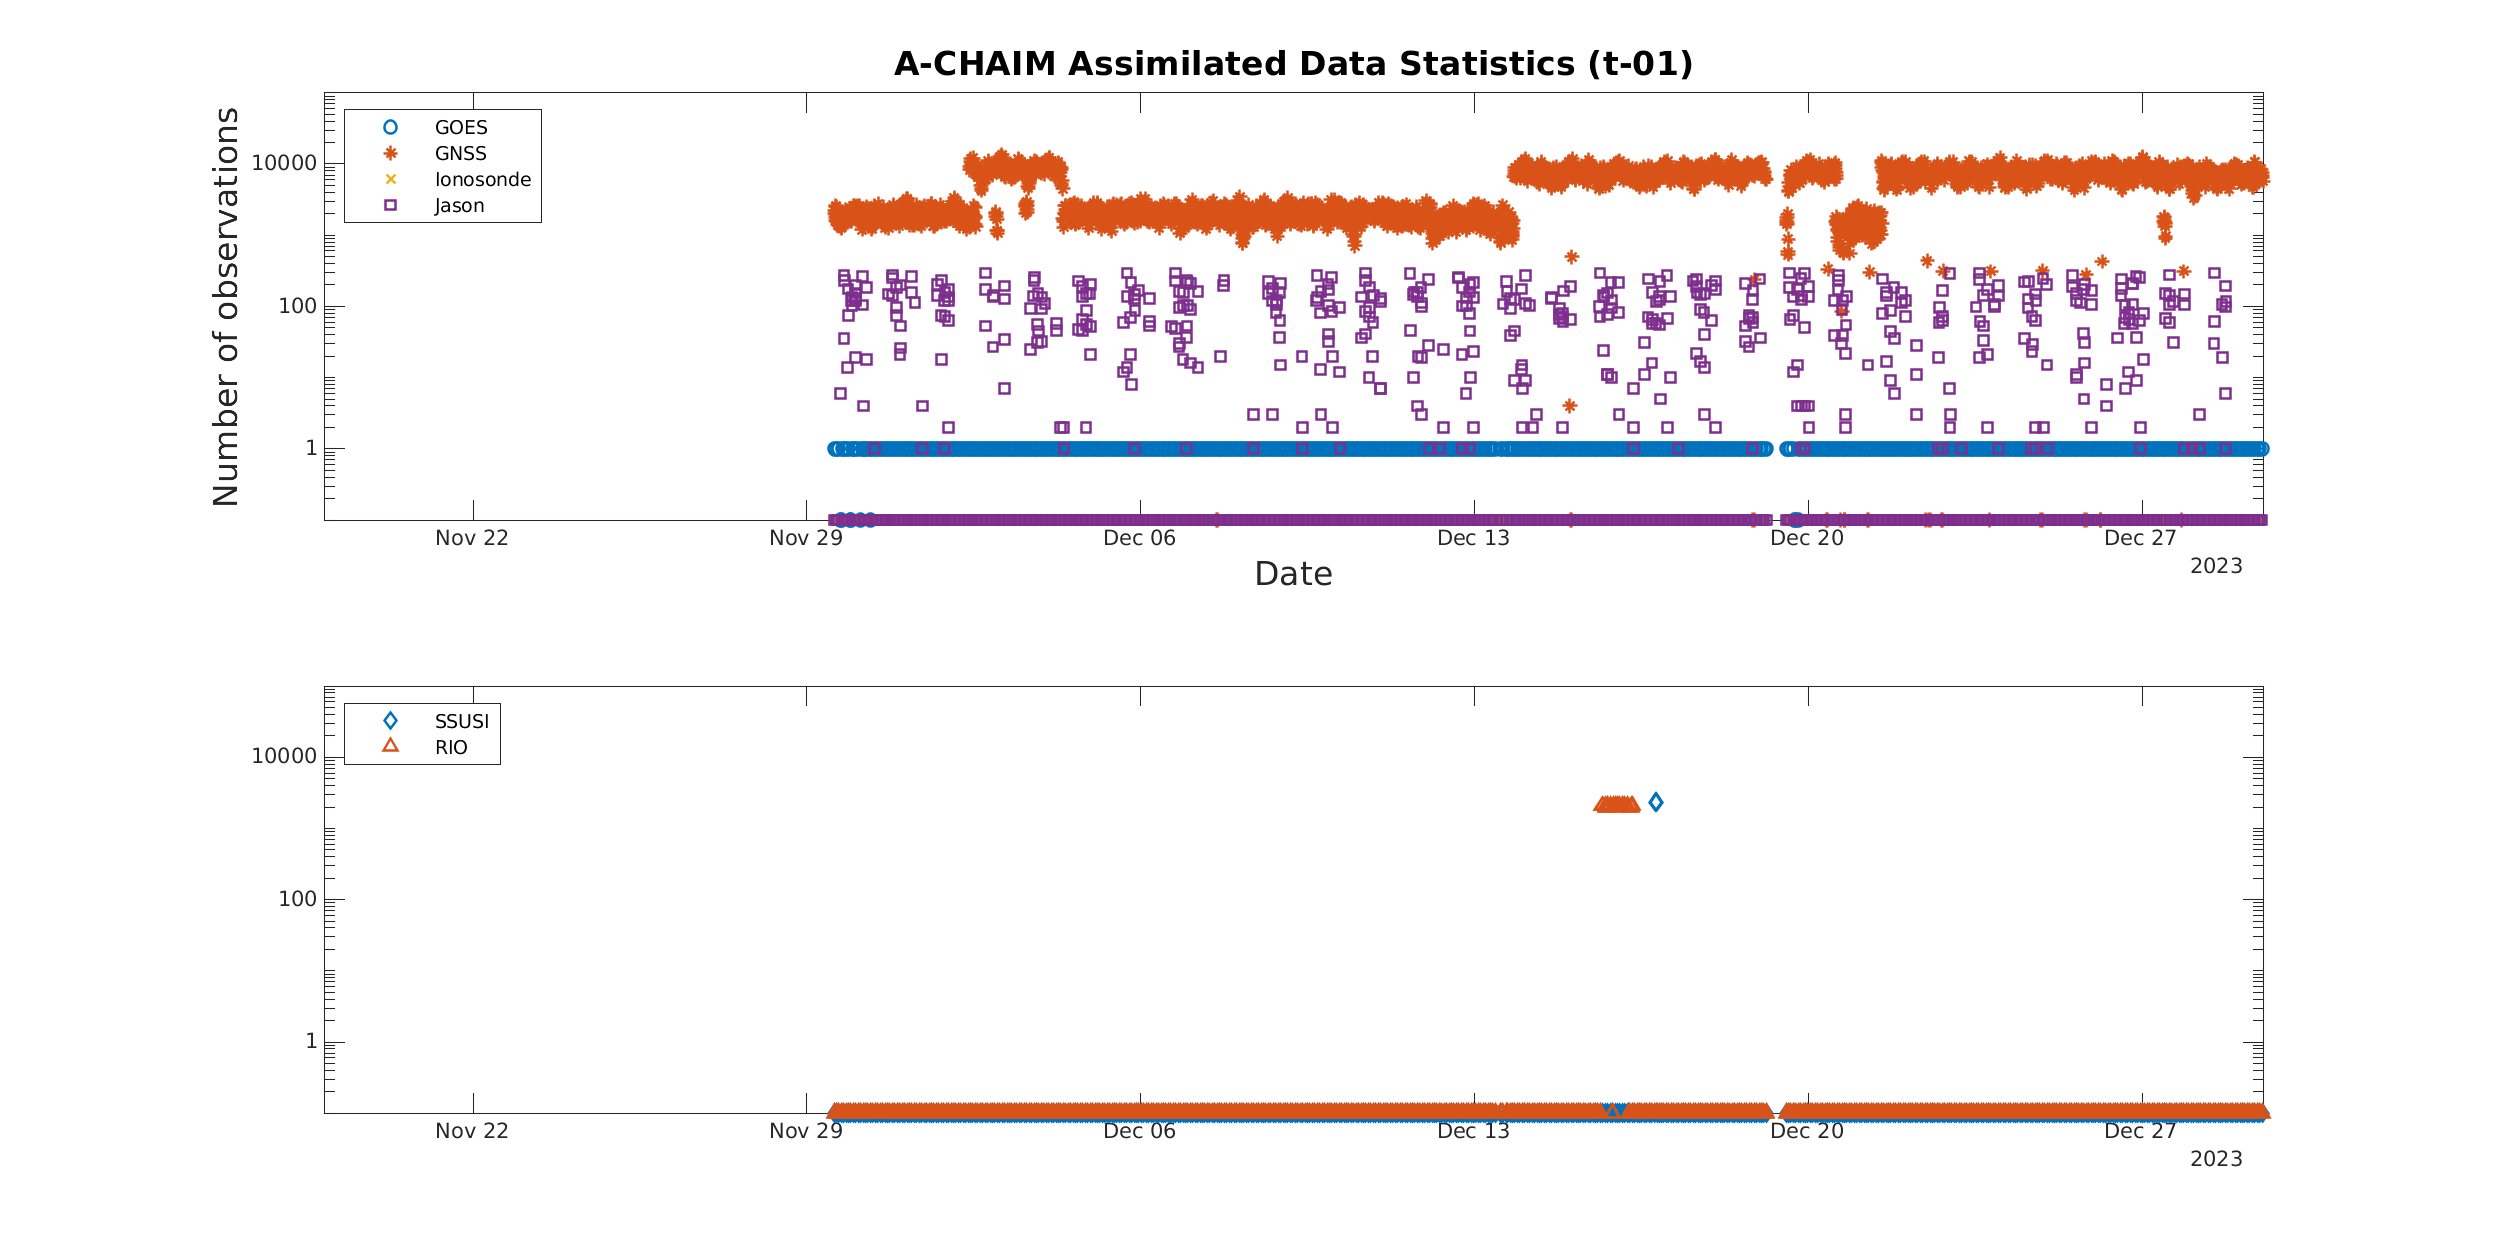 A-CHAIM Assimilated Data Statistics (t-01)
Number of observations
10000
100
1
GOES
GNSS
Ionosonde
Jason
Nov 22 Nov 29 Dec 06 Dec 13 Dec 20 Dec 27
2023
Date
10000
100
1
SSUSI
RIO
Nov 22 Nov 29 Dec 06 Dec 13 Dec 20 Dec 27
2023